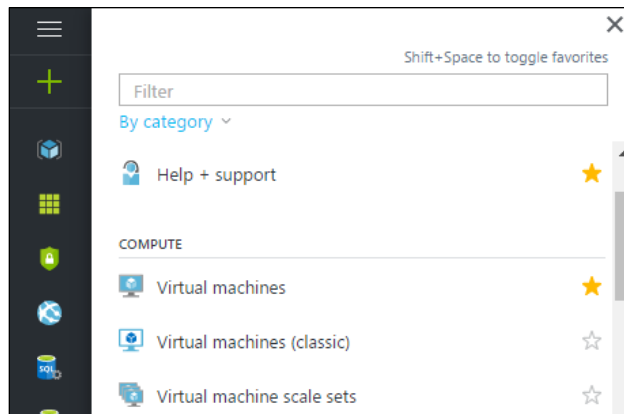 Shift+Space to toggle favorites
Filter
By category
Help + support
COMPUTE
Virtual machines
Virtual machines (classic)
SQL
Virtual machine scale sets